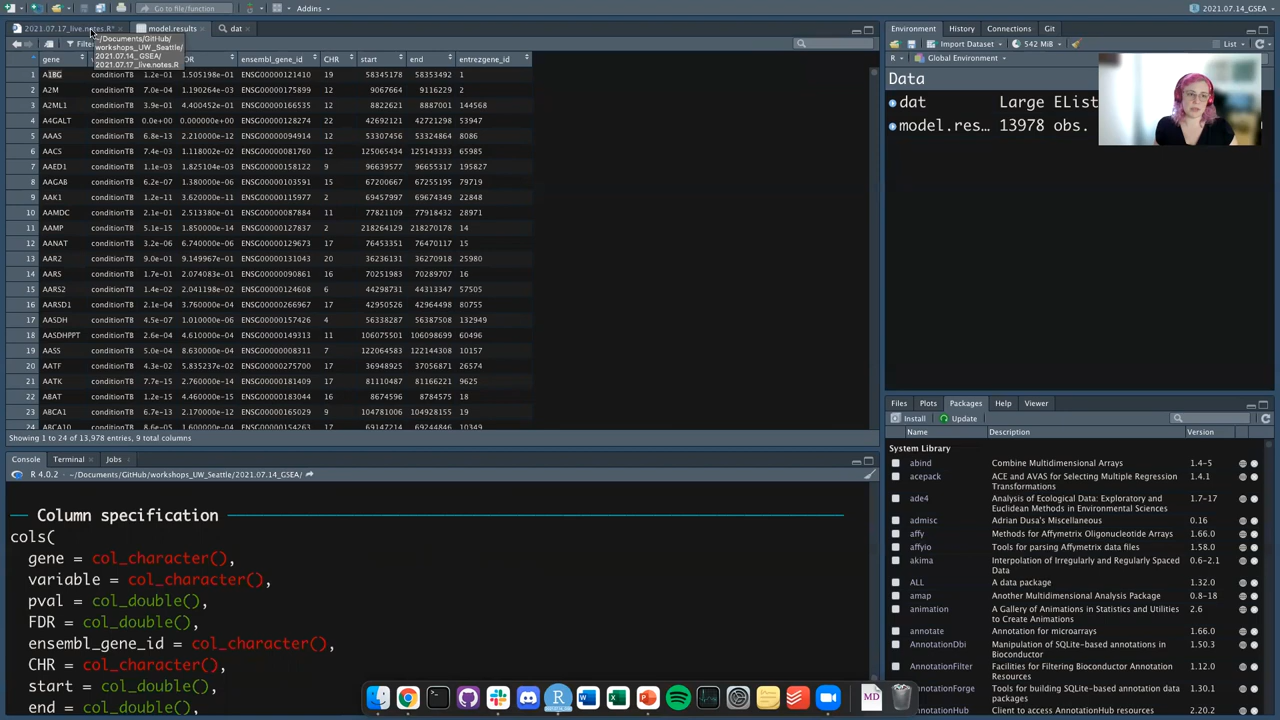 Go to file/function
Addins
2021.07.14_GSEA
2021.07.17_live.notes.R*
model.results
dat
~/Documents/GitHub/
workshops_UW_Seattle/
2021.07.14_GSEA/
2021.07.17_live.notes.R
gene ensembl_gene_id CHR start end entrezgene_id
1 A1BG conditionTB 1.2e-01 1.505198e-01 ENSG00000121410 19 58345178 58353492 1
2 A2M conditionTB 7.0e-04 1.190264e-03 ENSG00000175899 12 9067664 9116229 2
3 A2ML1 conditionTB 3.9e-01 4.400452e-01 ENSG00000166535 12 8822621 8887001 144568
4 A4GALT conditionTB 0.0e+00 0.000000e+00 ENSG00000128274 22 42692121 42721298 53947
5 AAAS conditionTB 6.8e-13 2.210000e-12 ENSG00000094914 12 53307456 53324864 8086
6 AACS conditionTB 7.4e-03 1.118002e-02 ENSG00000081760 12 125065434 125143333 65985
7 AAED1 conditionTB 1.1e-03 1.825104e-03 ENSG00000158122 9 96639577 96655317 195827
8 AAGAB conditionTB 6.2e-07 1.380000e-06 ENSG00000103591 15 67200667 67255195 79719
9 AAK1 conditionTB 1.2e-11 3.620000e-11 ENSG00000115977 2 69457997 69674349 22848
10 AAMDC conditionTB 2.1e-01 2.513380e-01 ENSG00000087884 11 77821109 77918432 28971
11 AAMP conditionTB 5.1e-15 1.850000e-14 ENSG00000127837 2 218264129 218270178 14
12 AANAT conditionTB 3.2e-06 6.740000e-06 ENSG00000129673 17 76453351 76470117 15
13 AAR2 conditionTB 9.0e-01 9.149967e-01 ENSG00000131043 20 36236131 36270918 25980
14 AARS conditionTB 1.7e-01 2.074083e-01 ENSG00000090861 16 70251983 70289707 16
15 AARS2 conditionTB 1.4e-02 2.041198e-02 ENSG00000124608 6 44298731 44313347 57505
16 AARSD1 conditionTB 2.1e-04 3.760000e-04 ENSG00000266967 17 42950526 42964498 80755
17 AASDH conditionTB 4.5e-07 1.010000e-06 ENSG00000157426 4 56338287 56387508 132949
18 AASDHPPT conditionTB 2.6e-04 4.610000e-04 ENSG00000149313 11 106075501 106098699 60496
19 AASS conditionTB 5.0e-04 8.630000e-04 ENSG00000008311 7 122064583 122144308 10157
20 AATF conditionTB 4.3e-02 5.835237e-02 ENSG00000275700 17 36948925 37056871 26574
21 AATK conditionTB 7.7e-15 2.760000e-14 ENSG00000181409 17 81110487 81166221 9625
22 ABAT conditionTB 1.2e-15 4.460000e-15 ENSG00000183044 16 8674596 8784575 18
23 ABCA1 conditionTB 6.7e-13 2.170000e-12 ENSG00000165029 9 104781006 104928155 19
24 ABCA10 conditionTB 8.6e-05 1.600000e-04 ENSG00000154263 17 69147214 69244846 10349
Showing 1 to 24 of 13,978 entries, 9 total columns
Console Terminal Jobs
R 4.0.2 · ~/Documents/GitHub/workshops_UW_Seattle/2021.07.14_GSEA/
Column specification
cols(
gene = col_character(),
variable = col_character(),
pval = col_double(),
FDR = col_double(),
ensembl_gene_id = col_character(),
CHR = col_character(),
start = col_double(),
end = col_double(),
Environment History Connections Git
Import Dataset 542 MiB List
R Global Environment
Data
dat Large EList
model.res… 13978 obs.
Files Plots Packages Help Viewer
Install Update
Name Description Version
System Library
abind Combine Multidimensional Arrays 1.4-5
acepack ACE and AVAS for Selecting Multiple Regression Transformations 1.4.1
ade4 Analysis of Ecological Data: Exploratory and Euclidean Methods in Environmental Sciences 1.7-17
admisc Adrian Dusa's Miscellaneous 0.16
affy Methods for Affymetrix Oligonucleotide Arrays 1.66.0
affyio Tools for parsing Affymetrix data files 1.58.0
akima Interpolation of Irregularly and Regularly Spaced Data 0.6-2.1
ALL A data package 1.32.0
amap Another Multidimensional Analysis Package 0.8-18
animation A Gallery of Animations in Statistics and Utilities to Create Animations 2.6
annotate Annotation for microarrays 1.66.0
AnnotationDbi Manipulation of SQLite-based annotations in Bioconductor 1.50.3
AnnotationFilter Facilities for Filtering Bioconductor Annotation Resources 1.12.0
AnnotationForge Tools for building SQLite-based annotation data packages 1.30.1
AnnotationHub Client to access AnnotationHub resources 2.20.2